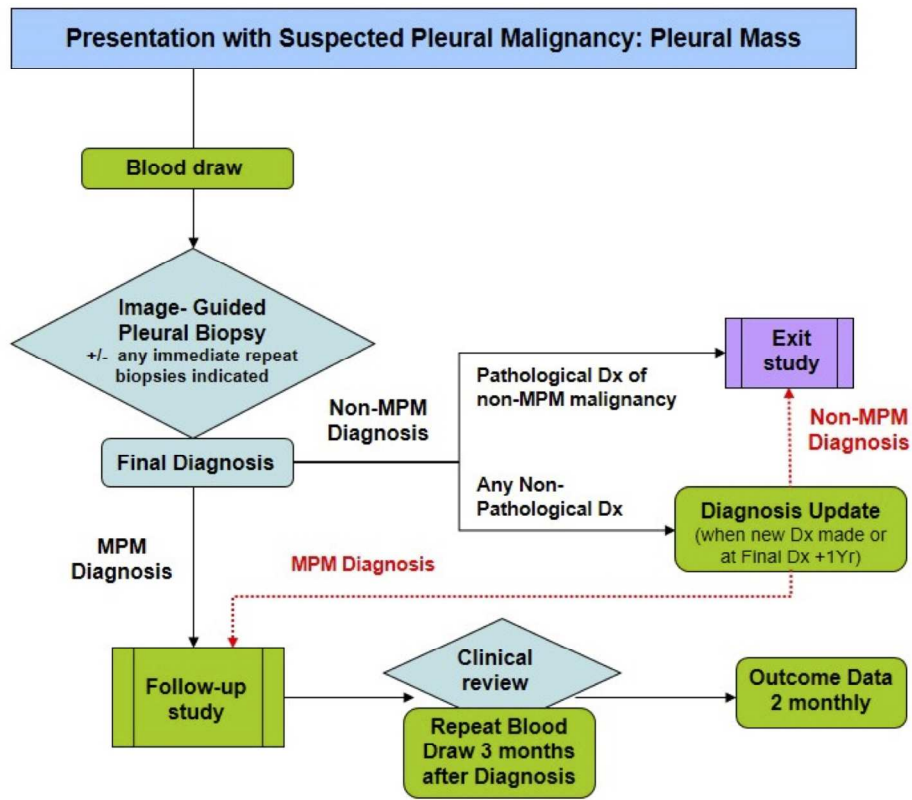 Presentation with Suspected Pleural Malignancy: Pleural Mass
Blood draw
Image- Guided
Pleural Biopsy
+/- any immediate repeat
biopsies indicated
Final Diagnosis
Non-MPM
Diagnosis
Pathological Dx of
non-MPM malignancy
Exit
study
Non-MPM
Diagnosis
Any Non-
Pathological Dx
Diagnosis Update
(when new Dx made or
at Final Dx +1Yr)
MPM
Diagnosis
MPM Diagnosis
Follow-up
study
Clinical
review
Repeat Blood
Draw 3 months
after Diagnosis
Outcome Data
2 monthly